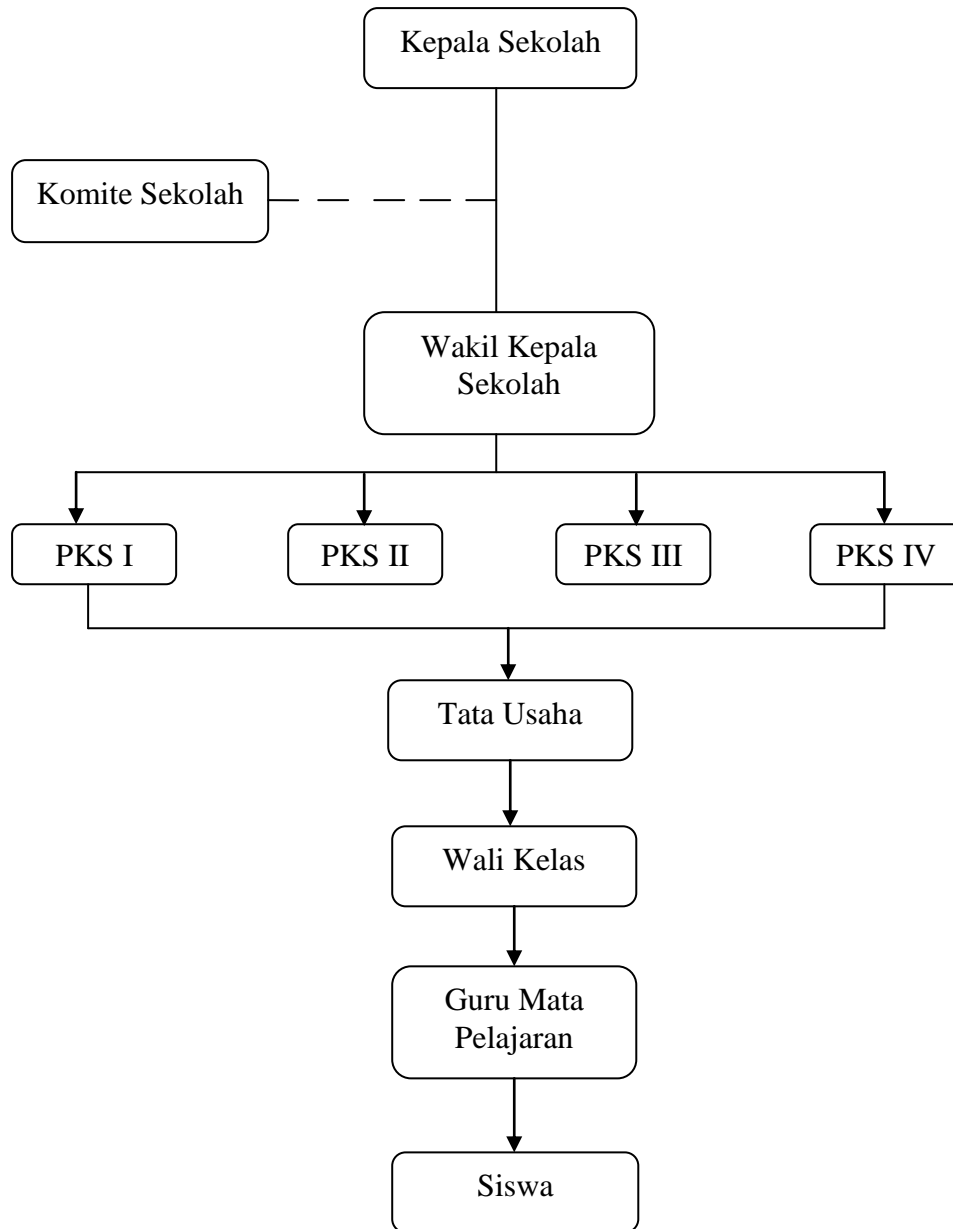 Kepala Sekolah
Komite Sekolah
Wakil Kepala
Sekolah
PKS I
PKS II
PKS III
PKS IV
Tata Usaha
Wali Kelas
Guru Mata
Pelajaran
Siswa